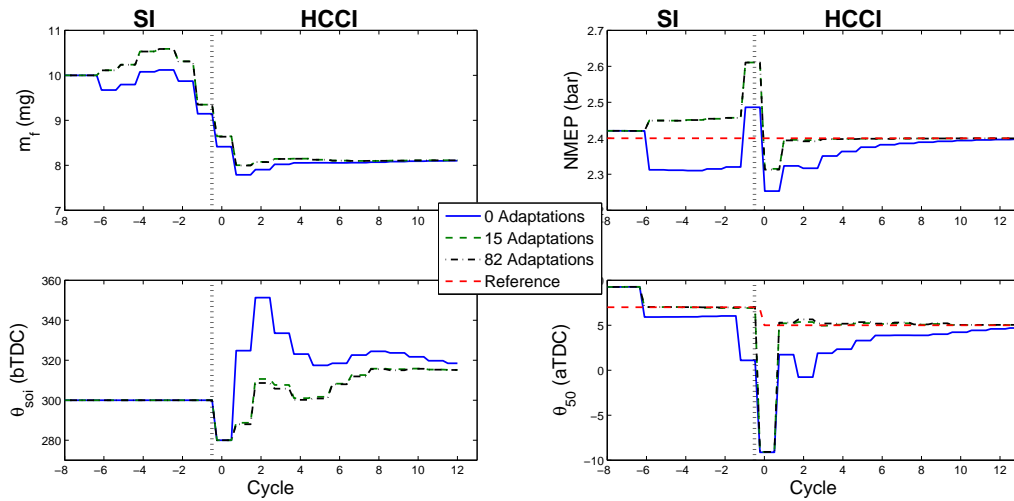 SI HCCI
SI HCCI
11
10
9
8
7
m_f (mg)
−8 −6 −4 −2 0 2 4 6 8 10 12
2.7
2.6
2.5
2.4
2.3
2.2
NMEP (bar)
−8 −6 −4 −2 0 2 4 6 8 10 12
0 Adaptations
15 Adaptations
82 Adaptations
Reference
360
340
320
300
280
θ_soi (bTDC)
−8 −6 −4 −2 0 2 4 6 8 10 12
Cycle
5
0
−5
−10
θ_50 (aTDC)
−8 −6 −4 −2 0 2 4 6 8 10 12
Cycle